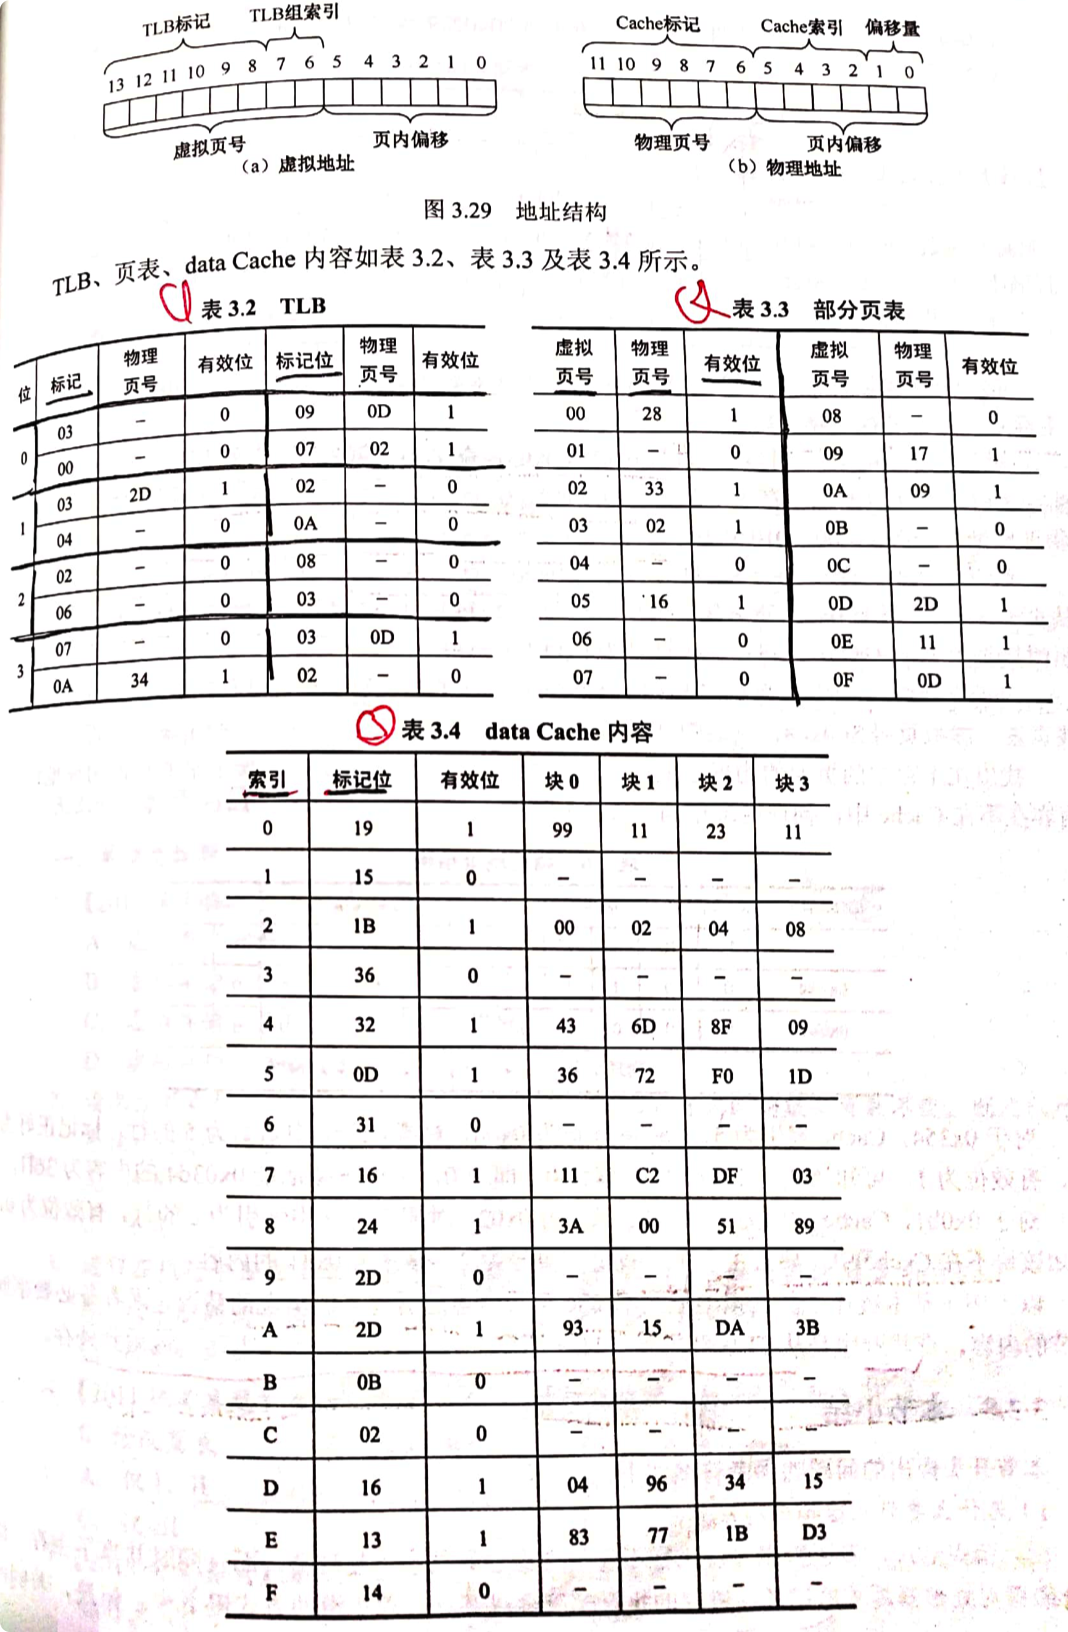 TLB标记 TLB组索引 Cache标记 Cache索引 偏移量
13 12 11 10 9 8 7 6 5 4 3 2 1 0 11 10 9 8 7 6 5 4 3 2 1 0
虚拟页号 页内偏移 物理页号 页内偏移
(a) 虚拟地址 (b) 物理地址
图 3.29 地址结构
TLB、页表、data Cache 内容如表 3.2、表 3.3 及表 3.4 所示。
表 3.2 TLB
位 标记 物理页号 有效位 标记位 物理页号 有效位
0 03 – 0 09 0D 1
00 – 0 07 02 1
1 03 2D 1 02 – 0
04 – 0 0A – 0
2 02 – 0 08 – 0
06 – 0 03 – 0
3 07 – 0 03 0D 1
0A 34 1 02 – 0
表 3.3 部分页表
虚拟页号 物理页号 有效位 虚拟页号 物理页号 有效位
00 28 1 08 – 0
01 – 0 09 17 1
02 33 1 0A 09 1
03 02 1 0B – 0
04 – 0 0C – 0
05 16 1 0D 2D 1
06 – 0 0E 11 1
07 – 0 0F 0D 1
表 3.4 data Cache 内容
索引 标记位 有效位 块 0 块 1 块 2 块 3
0 19 1 99 11 23 11
1 15 0 – – – –
2 1B 1 00 02 04 08
3 36 0 – – – –
4 32 1 43 6D 8F 09
5 0D 1 36 72 F0 1D
6 31 0 – – – –
7 16 1 11 C2 DF 03
8 24 1 3A 00 51 89
9 2D 0 – – – –
A 2D 1 93 15 DA 3B
B 0B 0 – – – –
C 02 0 – – – –
D 16 1 04 96 34 15
E 13 1 83 77 1B D3
F 14 0 – – – –